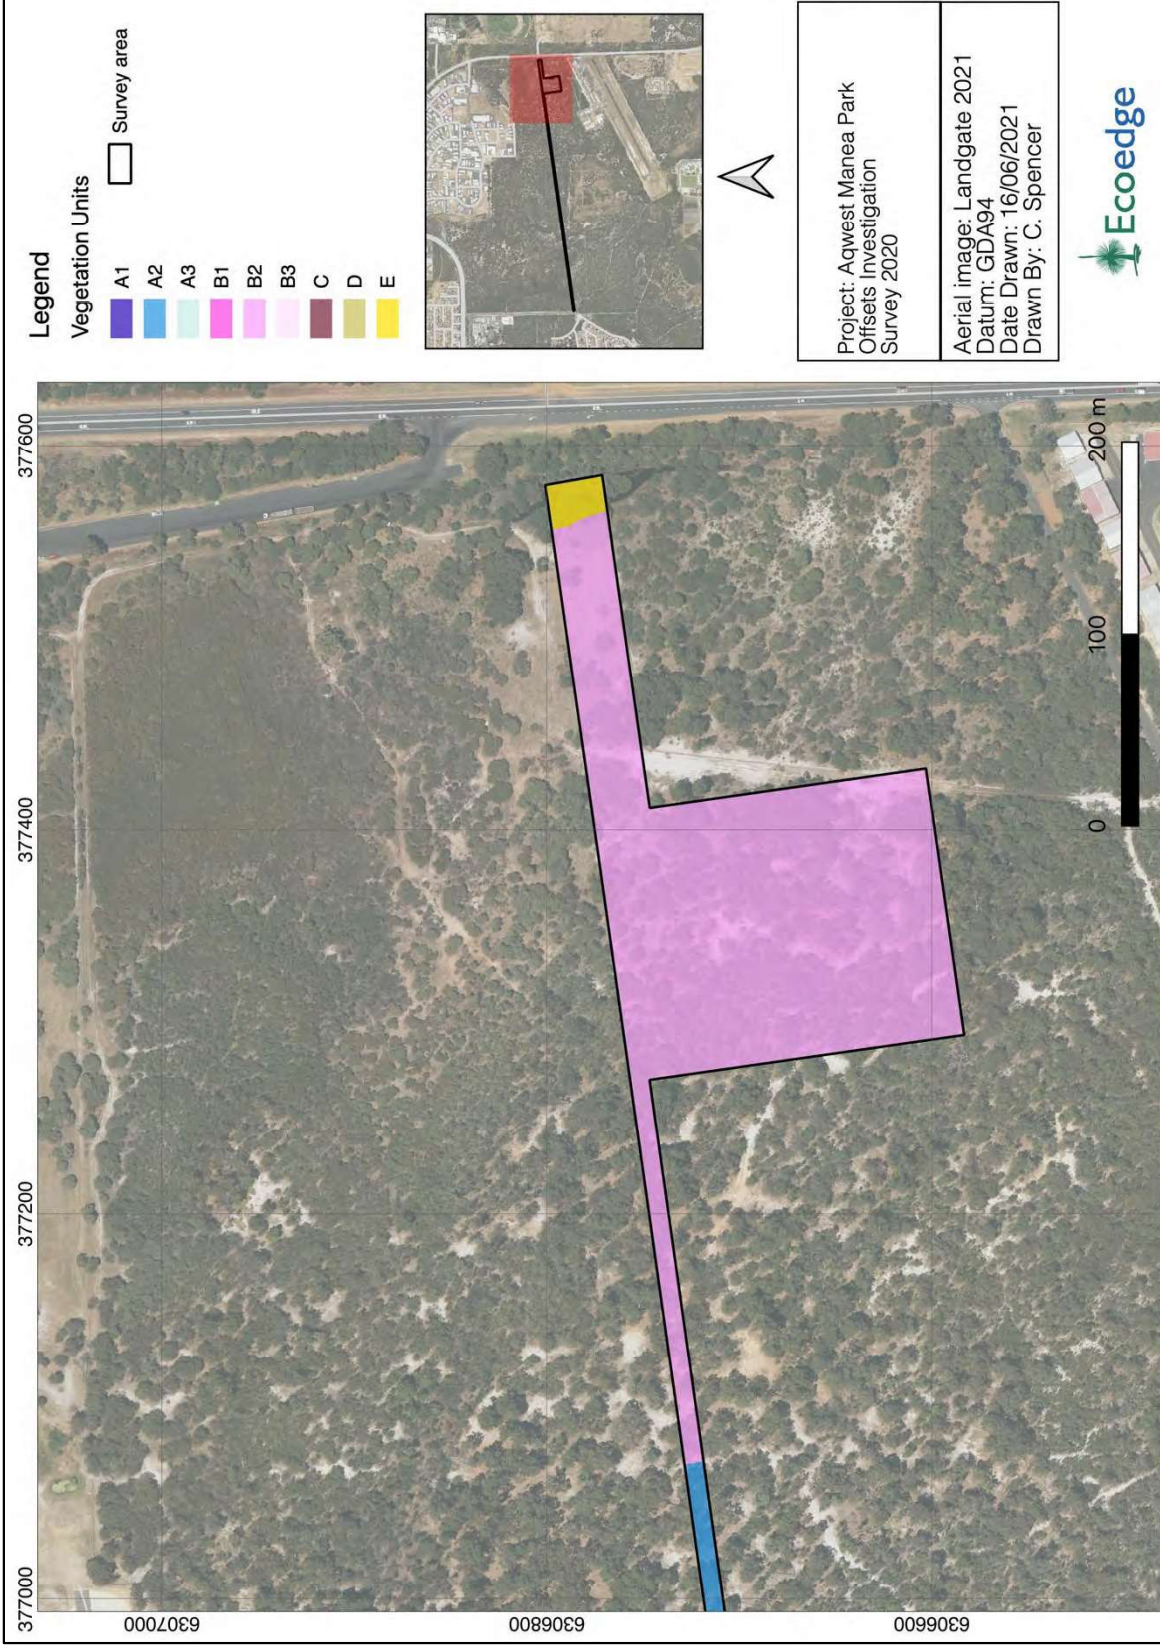 Legend
Vegetation Units
A1
A2
A3
B1
B2
B3
C
D
E
Survey area
Project: Aqwest Manea Park
Offsets Investigation
Survey 2020
Aerial image: Landgate 2021
Datum: GDA94
Date Drawn: 16/06/2021
Drawn By: C. Spencer
Ecoedge
377000
377200
377400
377600
6307000
6306800
6306600
0
100
200 m